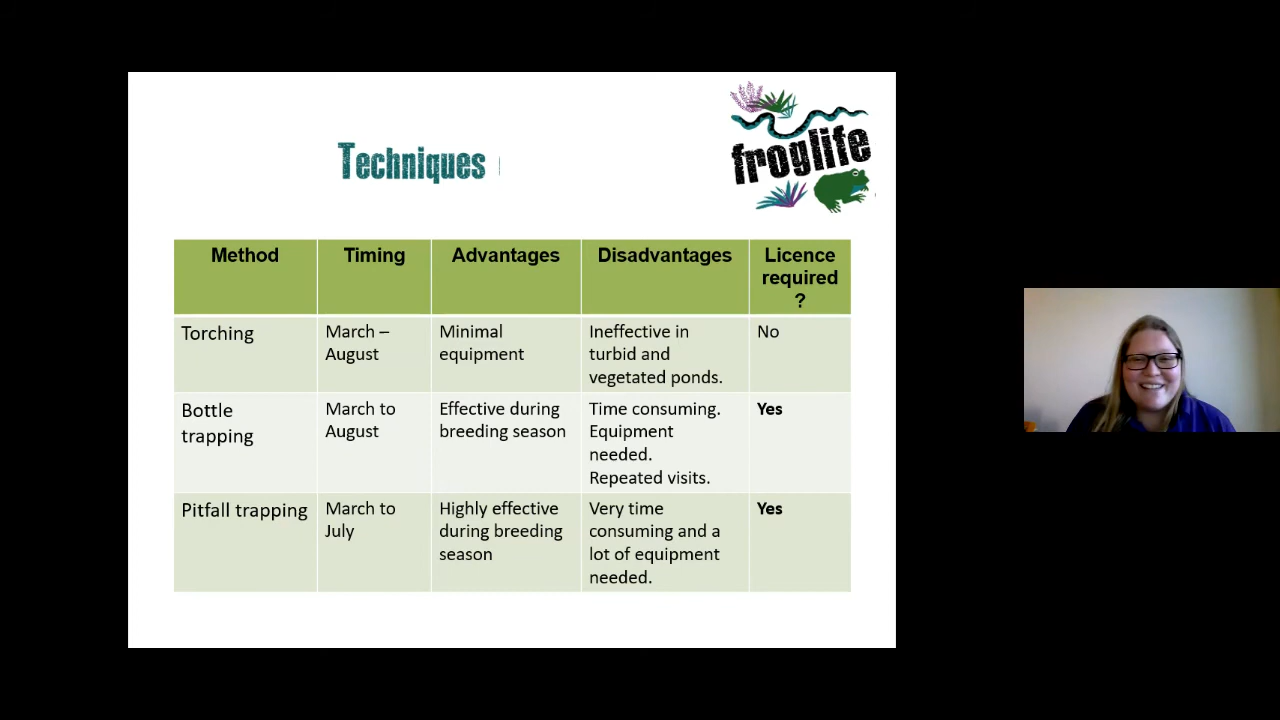 froglife
Techniques
Method
Timing
Advantages
Disadvantages
Licence
required
?
Torching
March –
August
Minimal
equipment
Ineffective in
turbid and
vegetated ponds.
No
Bottle
trapping
March to
August
Effective during
breeding season
Time consuming.
Equipment
needed.
Repeated visits.
Yes
Pitfall trapping
March to
July
Highly effective
during breeding
season
Very time
consuming and a
lot of equipment
needed.
Yes